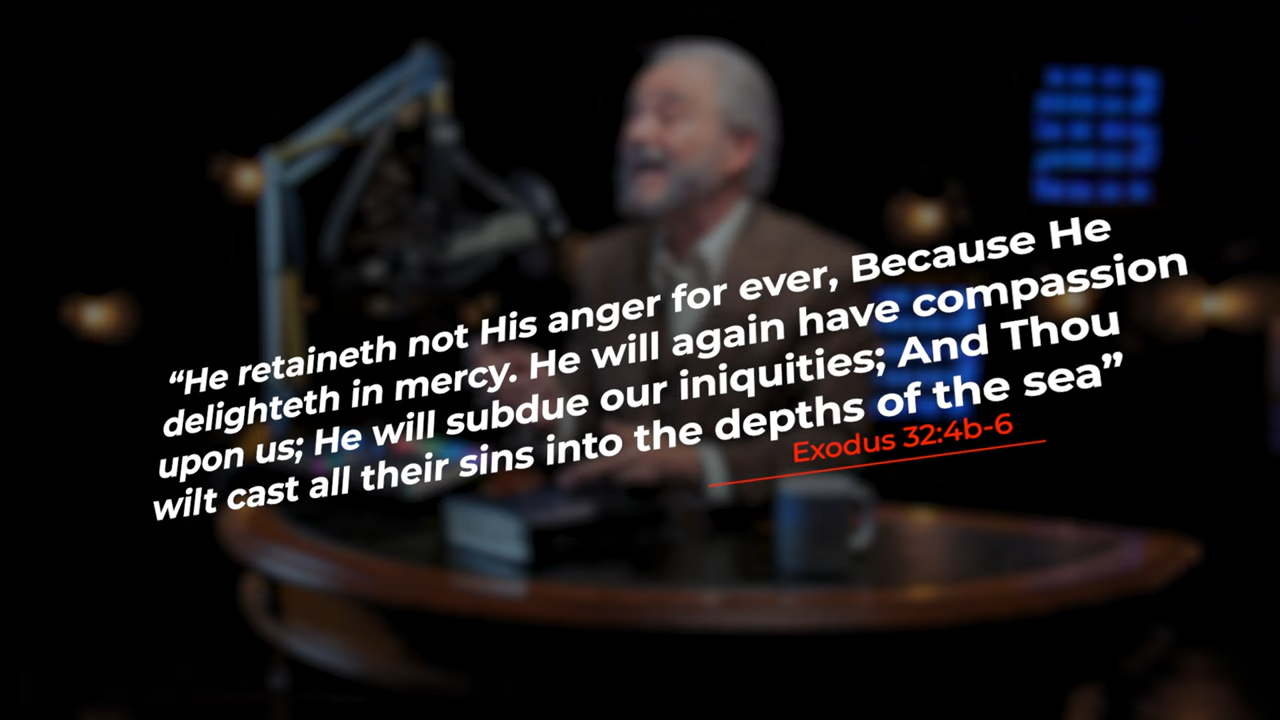 “He retaineth not His anger for ever, Because He
delighteth in mercy. He will again have compassion
upon us; He will subdue our iniquities; And Thou
wilt cast all their sins into the depths of the sea”
Exodus 32:4b-6